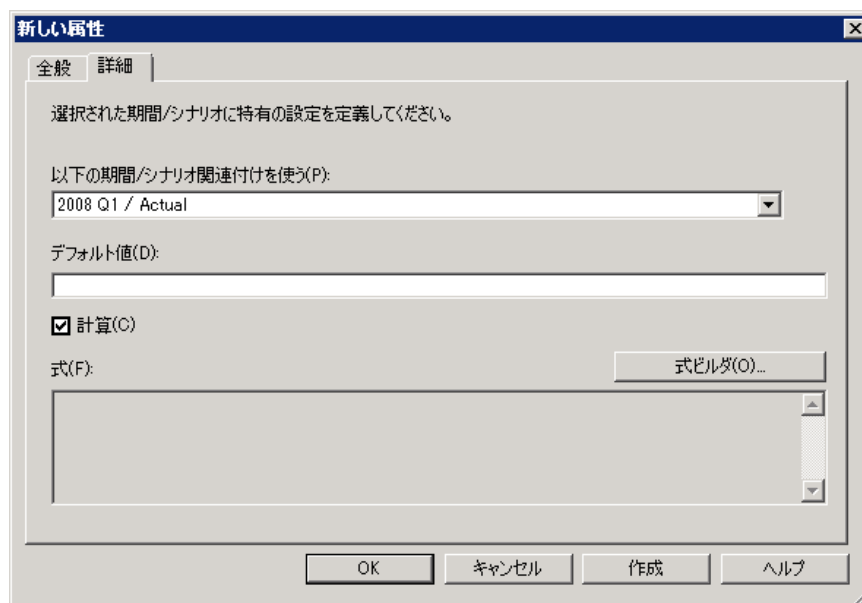 新しい属性
全般 詳細
選択された期間/シナリオに特有の設定を定義してください。
以下の期間/シナリオ関連付けを使う(P):
2008 Q1 / Actual
デフォルト値(D):
計算(C)
式(F):
式ビルダ(O)...
OK キャンセル 作成 ヘルプ